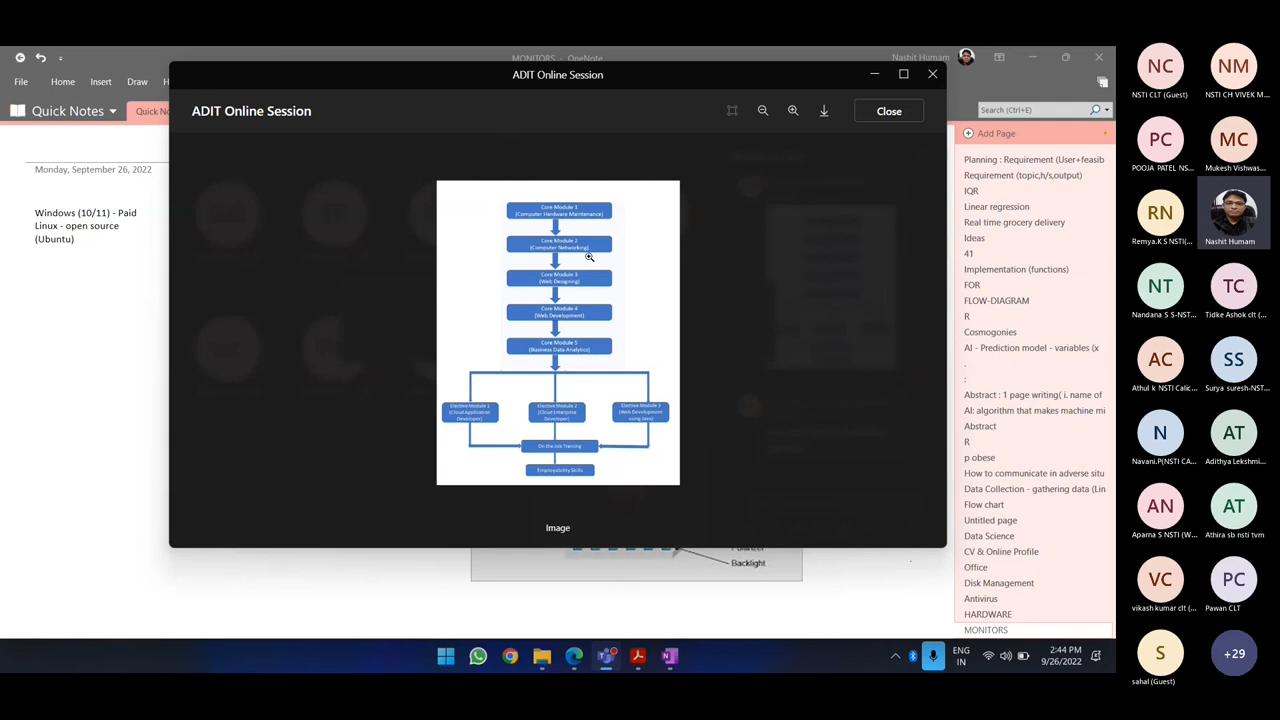 MONITORS - OneNote
Nashit Humam
File
Home
Insert
Draw
H
Quick Notes
Quick No
Search (Ctrl+E)
Add Page
Monday, September 26, 2022
Windows (10/11) - Paid
Linux - open source
(Ubuntu)
ADIT Online Session
ADIT Online Session
Close
Core Module 1
(Computer Hardware Maintenance)
Core Module 2
(Computer Networking)
Core Module 3
(Web Designing)
Core Module 4
(Web Development)
Core Module 5
(Business Data Analytics)
Elective Module 1
(Cloud Application
Developer)
Elective Module 2
(Cloud Enterprise
Developer)
Elective Module 3
(Web Development
using Java)
On the Job Training
Employability Skills
Image
Backlight
Planning : Requirement (User+feasib
Requirement (topic,h/s,output)
IQR
Linear regression
Real time grocery delivery
Ideas
41
Implementation (functions)
FOR
FLOW-DIAGRAM
R
Cosmogonies
AI - Prediction model - variables (x
.
:
Abstract : 1 page writing( i. name of
AI: algorithm that makes machine mi
Abstract
R
p obese
How to communicate in adverse situ
Data Collection - gathering data (Lin
Flow chart
Untitled page
Data Science
CV & Online Profile
Office
Disk Management
Antivirus
HARDWARE
MONITORS
ENG
IN
2:44 PM
9/26/2022
NC
NSTI CLT (Guest)
NM
NSTI CH VIVEK M...
PC
POOJA PATEL NS...
MC
Mukesh Vishwas...
RN
Remya.K S NSTI(...
Nashit Humam
NT
Nandana S S-NST...
TC
Tidke Ashok clt (...
AC
Athul k NSTI Calic...
SS
Surya suresh-NST...
N
Navani.P(NSTI CA...
AT
Adithya Lekshmi...
AN
Aparna S NSTI (W...
AT
Athira sb nsti tvm
VC
vikash kumar clt (...
PC
Pawan CLT
S
sahal (Guest)
+29